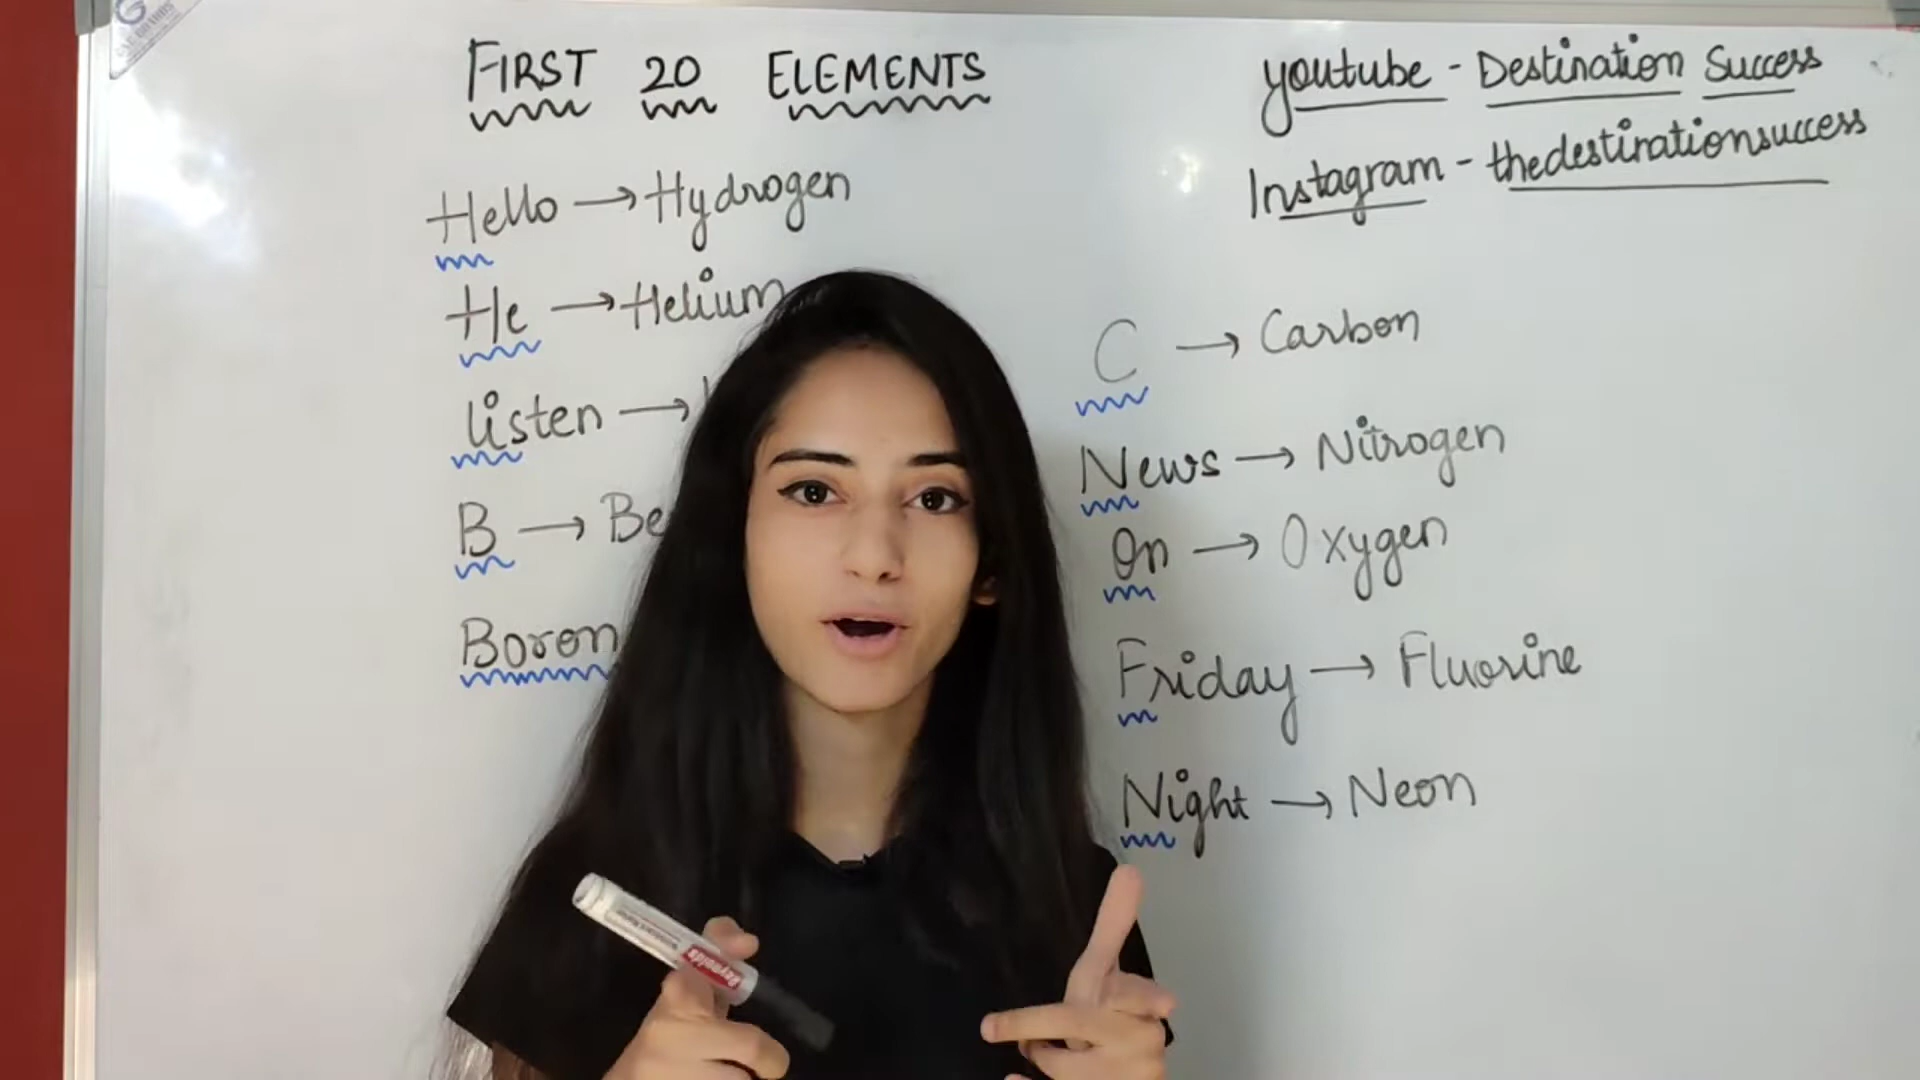 FIRST 20 ELEMENTS
youtube - Destination Success
Instagram - thedestinationsuccess
Hello → Hydrogen
He → Helium
listen →
B → Be
Boron
C → Carbon
News → Nitrogen
On → Oxygen
Friday → Fluorine
Night → Neon
Reynolds